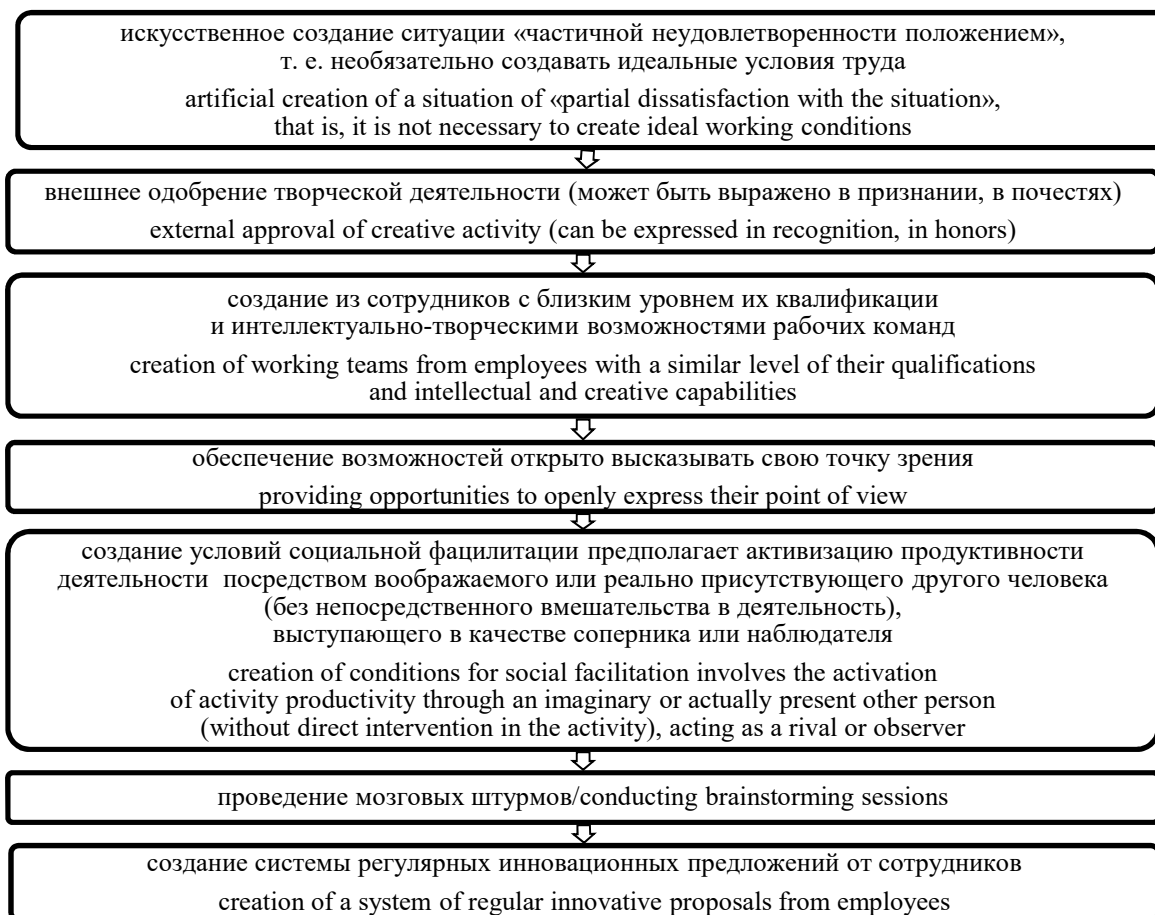 искусственное создание ситуации «частичной неудовлетворенности положением»,
т. е. необязательно создавать идеальные условия труда
artificial creation of a situation of «partial dissatisfaction with the situation»,
that is, it is not necessary to create ideal working conditions
внешнее одобрение творческой деятельности (может быть выражено в признании, в почестях)
external approval of creative activity (can be expressed in recognition, in honors)
создание из сотрудников с близким уровнем их квалификации
и интеллектуально-творческими возможностями рабочих команд
creation of working teams from employees with a similar level of their qualifications
and intellectual and creative capabilities
обеспечение возможностей открыто высказывать свою точку зрения
providing opportunities to openly express their point of view
создание условий социальной фацилитации предполагает активизацию продуктивности
деятельности посредством воображаемого или реально присутствующего другого человека
(без непосредственного вмешательства в деятельность),
выступающего в качестве соперника или наблюдателя
creation of conditions for social facilitation involves the activation
of activity productivity through an imaginary or actually present other person
(without direct intervention in the activity), acting as a rival or observer
проведение мозговых штурмов/conducting brainstorming sessions
создание системы регулярных инновационных предложений от сотрудников
creation of a system of regular innovative proposals from employees